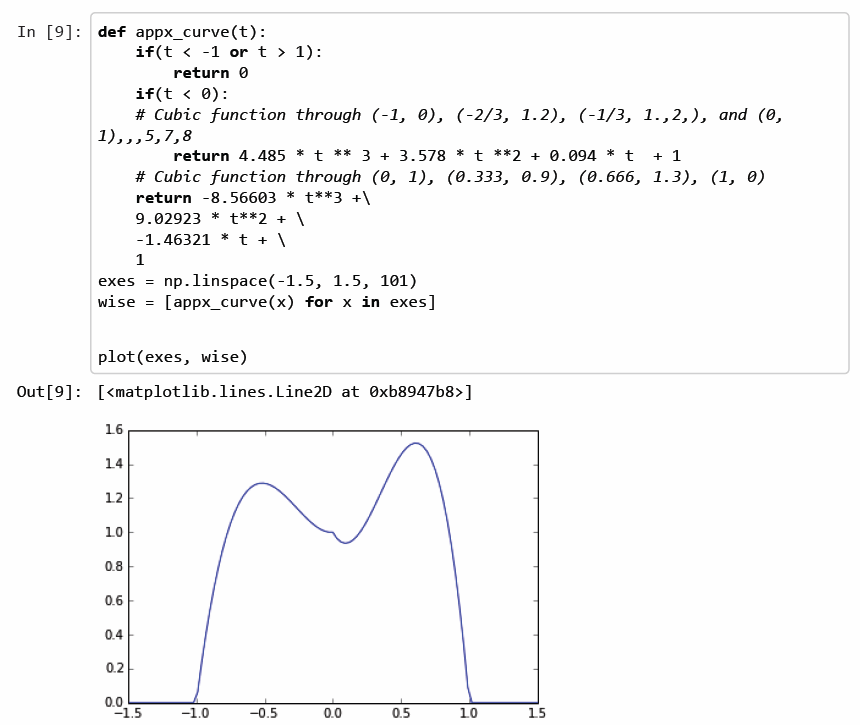 In [9]: def appx_curve(t):
if(t < -1 or t > 1):
return 0
if(t < 0):
# Cubic function through (-1, 0), (-2/3, 1.2), (-1/3, 1.,2,), and (0,
1),,,5,7,8
return 4.485 * t ** 3 + 3.578 * t **2 + 0.094 * t  + 1
# Cubic function through (0, 1), (0.333, 0.9), (0.666, 1.3), (1, 0)
return -8.56603 * t**3 +\
9.02923 * t**2 + \
-1.46321 * t + \
1
exes = np.linspace(-1.5, 1.5, 101)
wise = [appx_curve(x) for x in exes]
plot(exes, wise)
Out[9]: [<matplotlib.lines.Line2D at 0xb8947b8>]
1.6
1.4
1.2
1.0
0.8
0.6
0.4
0.2
0.0
−1.5 −1.0 −0.5 0.0 0.5 1.0 1.5